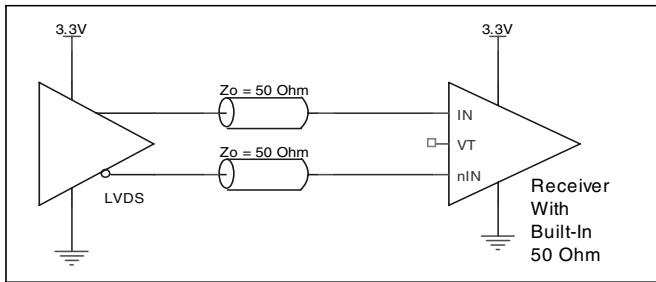 3.3V
3.3V
Zo = 50 Ohm
IN
VT
Zo = 50 Ohm
nIN
LVDS
Receiver
With
Built-In
50 Ohm